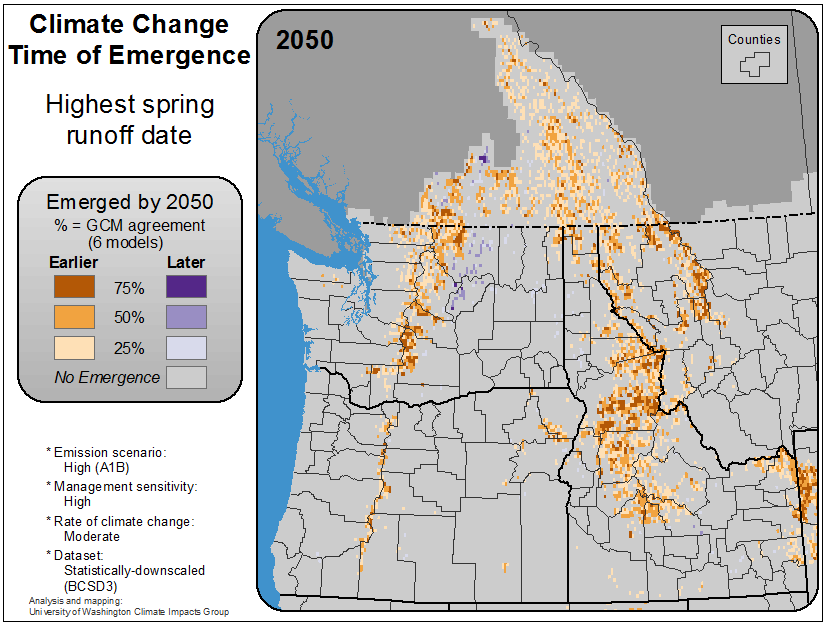 Climate Change
Time of Emergence
Highest spring
runoff date
Emerged by 2050
% = GCM agreement
(6 models)
Earlier Later
75%
50%
25%
No Emergence
* Emission scenario:
High (A1B)
* Management sensitivity:
High
* Rate of climate change:
Moderate
* Dataset:
Statistically-downscaled
(BCSD3)
Analysis and mapping:
University of Washington Climate Impacts Group
2050
Counties